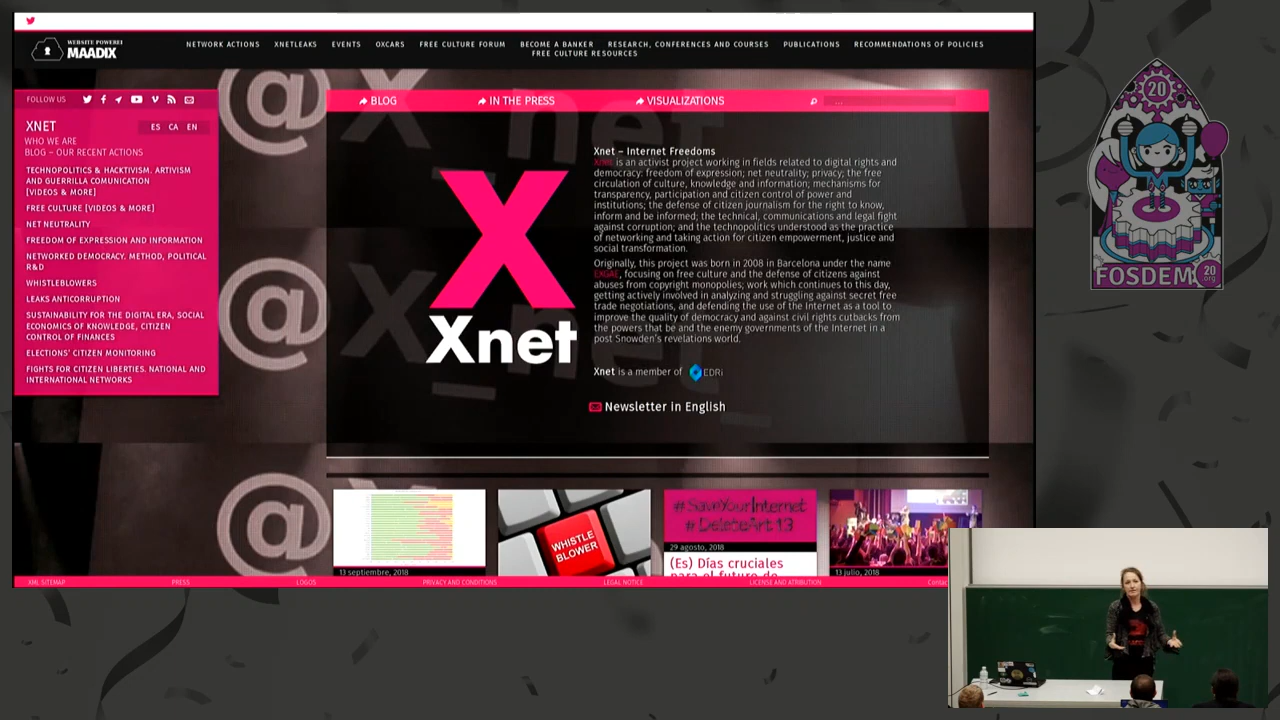 WEBSITE POWERED
MAADIX
NETWORK ACTIONS XNETLEAKS EVENTS OXCARS FREE CULTURE FORUM BECOME A BANKER RESEARCH, CONFERENCES AND COURSES PUBLICATIONS RECOMMENDATIONS OF POLICIES
FREE CULTURE RESOURCES
FOLLOW US
XNET ES CA EN
WHO WE ARE
BLOG – OUR RECENT ACTIONS
TECHNOPOLITICS & HACKTIVISM. ARTIVISM
AND GUERRILLA COMUNICATION
[VIDEOS & MORE]
FREE CULTURE [VIDEOS & MORE]
NET NEUTRALITY
FREEDOM OF EXPRESSION AND INFORMATION
NETWORKED DEMOCRACY. METHOD, POLITICAL
R&D
WHISTLEBLOWERS
LEAKS ANTICORRUPTION
SUSTAINABILITY FOR THE DIGITAL ERA, SOCIAL
ECONOMICS OF KNOWLEDGE, CITIZEN
CONTROL OF FINANCES
ELECTIONS' CITIZEN MONITORING
FIGHTS FOR CITIZEN LIBERTIES. NATIONAL AND
INTERNATIONAL NETWORKS
BLOG IN THE PRESS VISUALIZATIONS ...
X
Xnet
Xnet – Internet Freedoms
Xnet is an activist project working in fields related to digital rights and
democracy: freedom of expression; net neutrality; privacy; the free
circulation of culture, knowledge and information; mechanisms for
transparency, participation and citizen control of power and
institutions; the defense of citizen journalism for the right to know,
inform and be informed; the technical, communications and legal fight
against corruption; and the technopolitics understood as the practice
of networking and taking action for citizen empowerment, justice and
social transformation.
Originally, this project was born in 2008 in Barcelona under the name
EXGAE, focusing on free culture and the defense of citizens against
abuses from copyright monopolies; work which continues to this day,
getting actively involved in analyzing and struggling against secret free
trade negotiations, and defending the use of the Internet as a tool to
improve the quality of democracy and against civil rights cutbacks from
the powers that be and the enemy governments of the Internet in a
post Snowden's revelations world.
Xnet is a member of EDRi
Newsletter in English
@X_net
@X_net
@
13 septiembre, 2018
WHISTLE
BLOWER
#SaveYourInternet
#DeleteArt13
29 agosto, 2018
(Es) Días cruciales
para el futuro de
13 julio, 2018
XML SITEMAP PRESS LOGOS PRIVACY AND CONDITIONS LEGAL NOTICE LICENSE AND ATRIBUTION
20
FOSDEM 20
.org